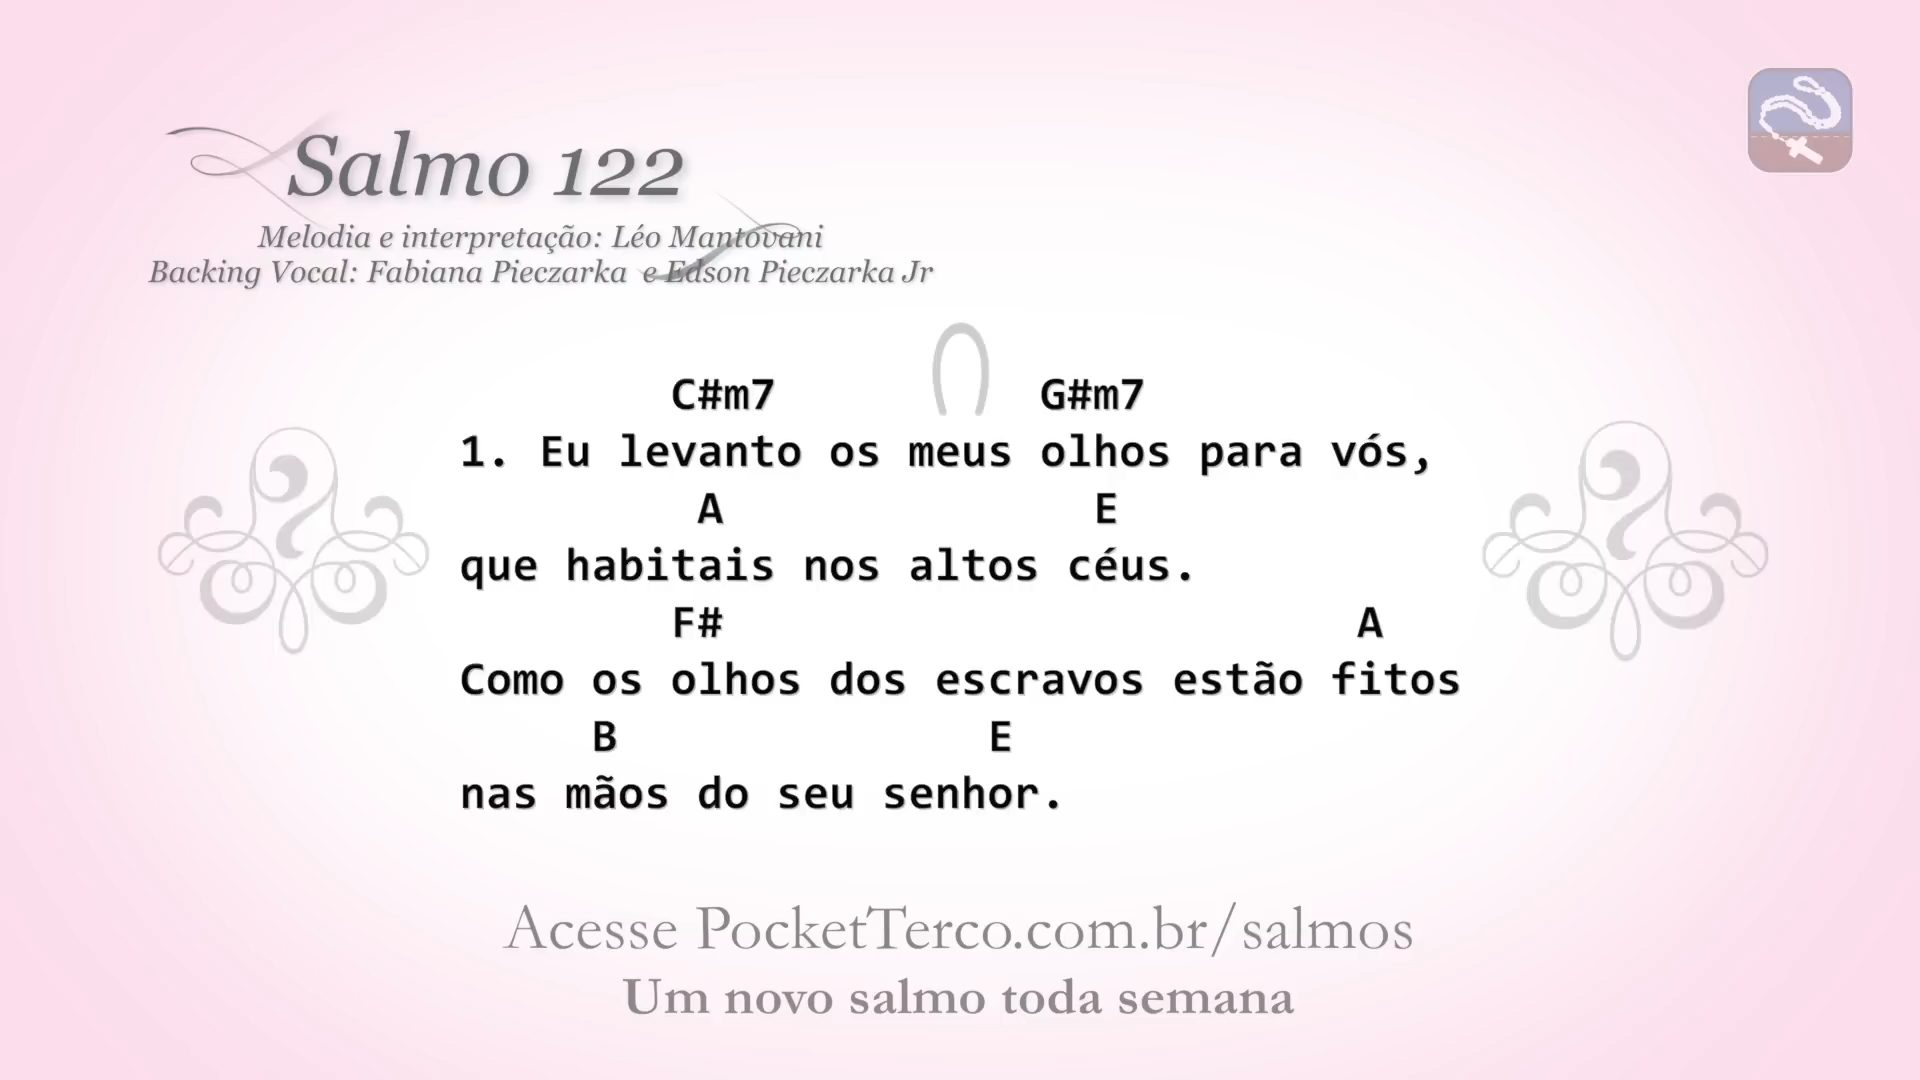 Salmo 122
Melodia e interpretação: Léo Mantovani
Backing Vocal: Fabiana Pieczarka e Edson Pieczarka Jr
C#m7 G#m7
1. Eu levanto os meus olhos para vós,
A E
que habitais nos altos céus.
F# A
Como os olhos dos escravos estão fitos
B E
nas mãos do seu senhor.
Acesse PocketTerco.com.br/salmos
Um novo salmo toda semana